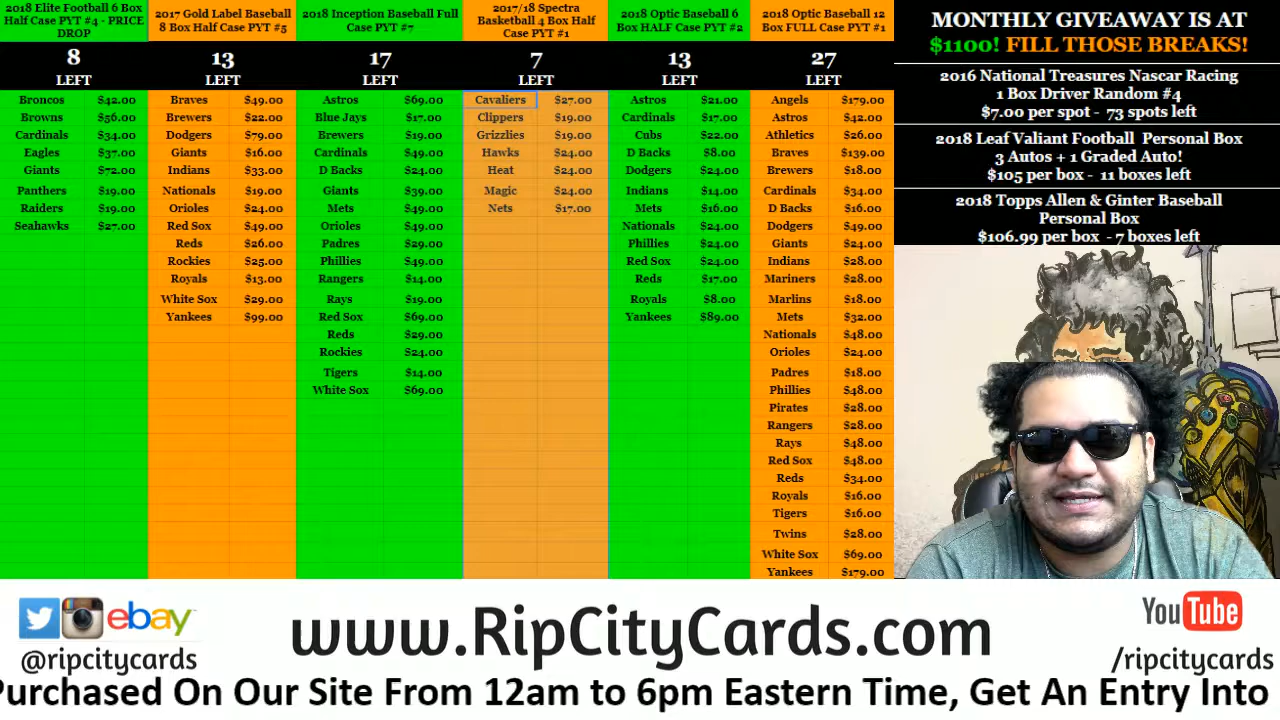 2018 Elite Football 6 Box
Half Case PYT #4 - PRICE
DROP
8
LEFT
Broncos $42.00
Browns $56.00
Cardinals $34.00
Eagles $37.00
Giants $72.00
Panthers $19.00
Raiders $19.00
Seahawks $27.00
2017 Gold Label Baseball
8 Box Half Case PYT #5
13
LEFT
Braves $49.00
Brewers $22.00
Dodgers $79.00
Giants $16.00
Indians $33.00
Nationals $19.00
Orioles $24.00
Red Sox $49.00
Reds $26.00
Rockies $25.00
Royals $13.00
White Sox $29.00
Yankees $99.00
2018 Inception Baseball Full
Case PYT #7
17
LEFT
Astros $69.00
Blue Jays $17.00
Brewers $19.00
Cardinals $49.00
D Backs $24.00
Giants $39.00
Mets $49.00
Orioles $49.00
Padres $29.00
Phillies $49.00
Rangers $14.00
Rays $19.00
Red Sox $69.00
Reds $29.00
Rockies $24.00
Tigers $14.00
White Sox $69.00
2017/18 Spectra
Basketball 4 Box Half
Case PYT #1
7
LEFT
Cavaliers $27.00
Clippers $19.00
Grizzlies $19.00
Hawks $24.00
Heat $24.00
Magic $24.00
Nets $17.00
2018 Optic Baseball 6
Box HALF Case PYT #2
13
LEFT
Astros $21.00
Cardinals $17.00
Cubs $22.00
D Backs $8.00
Dodgers $24.00
Indians $14.00
Mets $16.00
Nationals $24.00
Phillies $24.00
Red Sox $24.00
Reds $17.00
Royals $8.00
Yankees $89.00
2018 Optic Baseball 12
Box FULL Case PYT #1
27
LEFT
Angels $179.00
Astros $42.00
Athletics $26.00
Braves $139.00
Brewers $18.00
Cardinals $34.00
D Backs $16.00
Dodgers $49.00
Giants $24.00
Indians $28.00
Mariners $28.00
Marlins $18.00
Mets $32.00
Nationals $48.00
Orioles $24.00
Padres $18.00
Phillies $48.00
Pirates $28.00
Rangers $28.00
Rays $48.00
Red Sox $48.00
Reds $34.00
Royals $16.00
Tigers $16.00
Twins $28.00
White Sox $69.00
Yankees $179.00
MONTHLY GIVEAWAY IS AT
$1100! FILL THOSE BREAKS!
2016 National Treasures Nascar Racing
1 Box Driver Random #4
$7.00 per spot - 73 spots left
2018 Leaf Valiant Football Personal Box
3 Autos + 1 Graded Auto!
$105 per box - 11 boxes left
2018 Topps Allen & Ginter Baseball
Personal Box
$106.99 per box - 7 boxes left
ebay
@ripcitycards
www.RipCityCards.com
YouTube
/ripcitycards
Purchased On Our Site From 12am to 6pm Eastern Time, Get An Entry Into